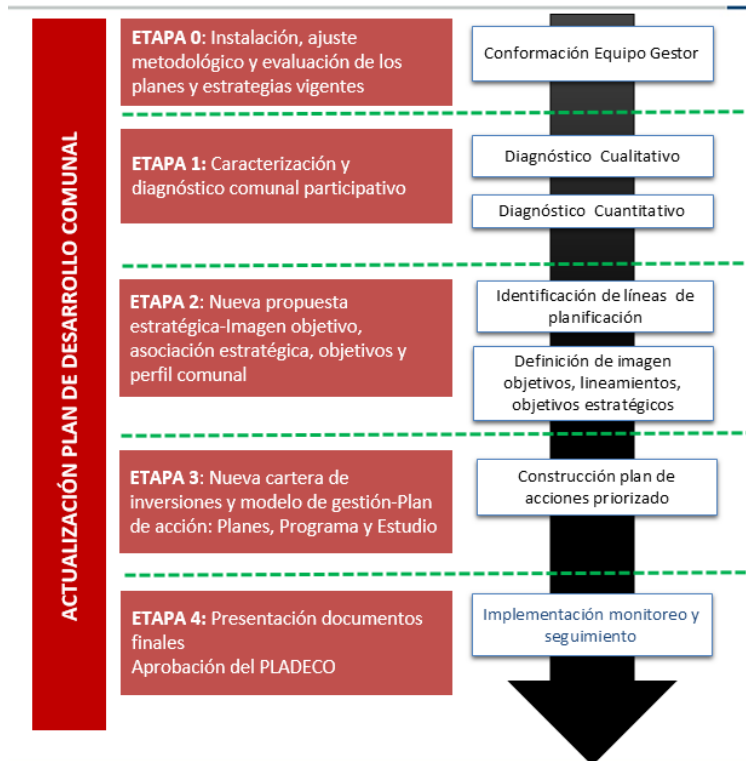 ACTUALIZACIÓN PLAN DE DESARROLLO COMUNAL
ETAPA 0: Instalación, ajuste
metodológico y evaluación de los
planes y estrategias vigentes
Conformación Equipo Gestor
ETAPA 1: Caracterización y
diagnóstico comunal participativo
Diagnóstico Cualitativo
Diagnóstico Cuantitativo
ETAPA 2: Nueva propuesta
estratégica-Imagen objetivo,
asociación estratégica, objetivos y
perfil comunal
Identificación de líneas de
planificación
Definición de imagen
objetivos, lineamientos,
objetivos estratégicos
ETAPA 3: Nueva cartera de
inversiones y modelo de gestión-Plan
de acción: Planes, Programa y Estudio
Construcción plan de
acciones priorizado
ETAPA 4: Presentación documentos
finales
Aprobación del PLADECO
Implementación monitoreo y
seguimiento